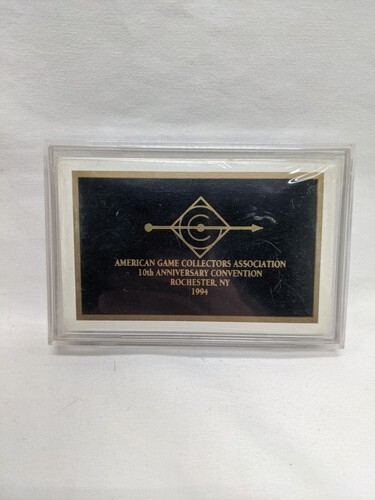 AMERICAN GAME COLLECTORS ASSOCIATION
10th ANNIVERSARY CONVENTION
ROCHESTER, NY
1994